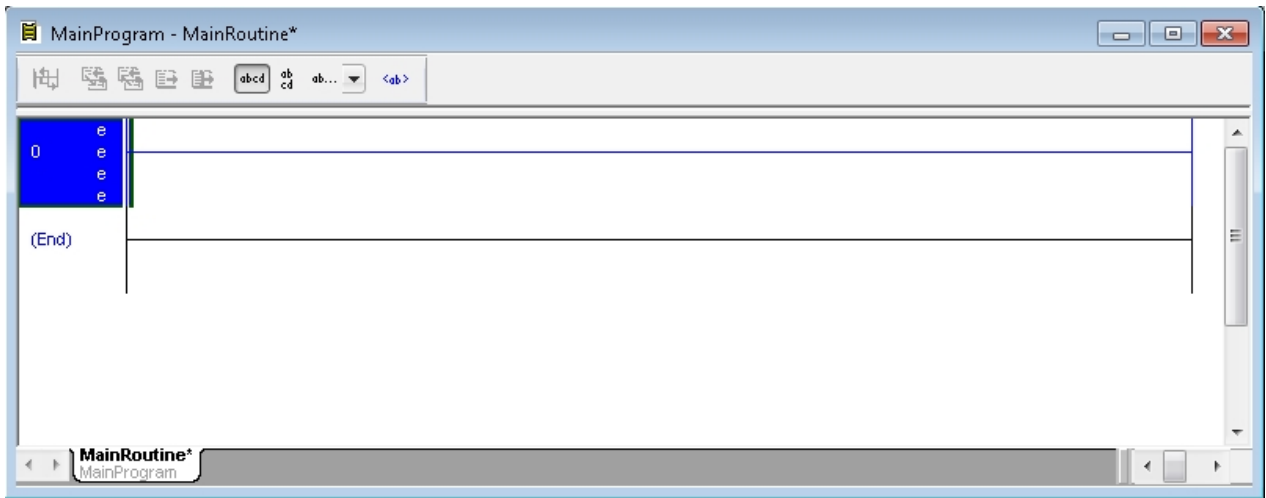 MainProgram - MainRoutine*
abcd
ab
cd
ab...
<ab>
e
0 e
e
e
(End)
MainRoutine*
MainProgram